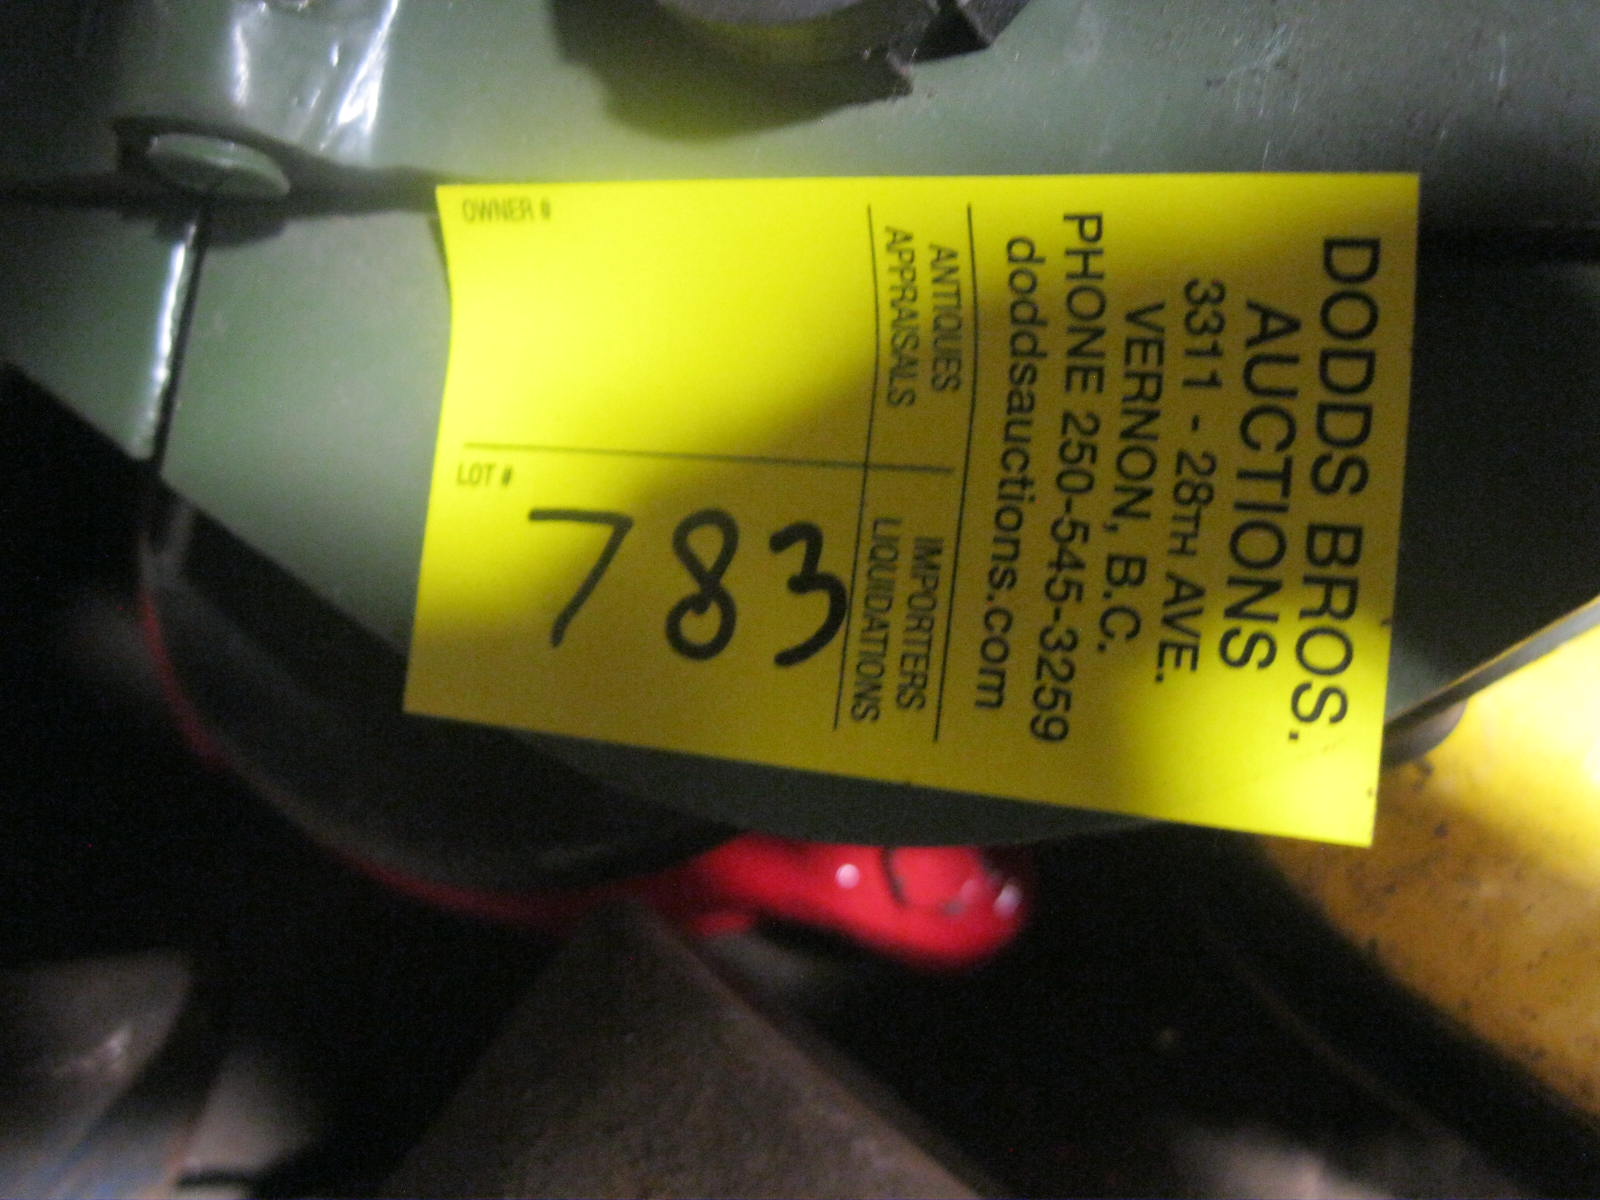 DODDS BROS.
AUCTIONS
3311 - 28TH AVE.
VERNON, B.C.
PHONE 250-545-3259
doddsauctions.com
ANTIQUES
APPRAISALS
IMPORTERS
LIQUIDATIONS
OWNER #
LOT #
783